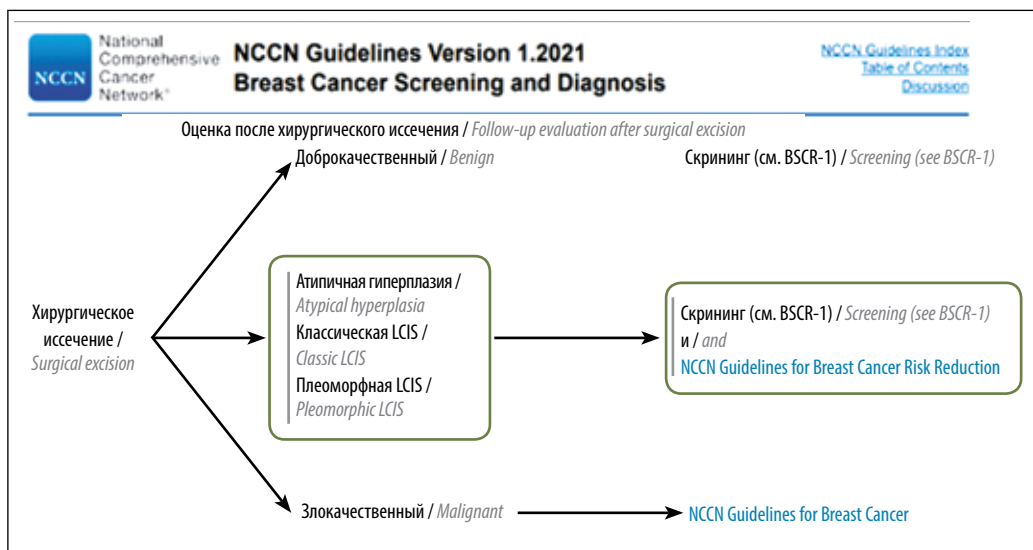 National
Comprehensive
Cancer
Network®
NCCN
NCCN Guidelines Version 1.2021
Breast Cancer Screening and Diagnosis
NCCN Guidelines Index
Table of Contents
Discussion
Оценка после хирургического иссечения / Follow-up evaluation after surgical excision
Доброкачественный / Benign
Скрининг (см. BSCR-1) / Screening (see BSCR-1)
Хирургическое
иссечение /
Surgical excision
Атипичная гиперплазия /
Atypical hyperplasia
Классическая LCIS /
Classic LCIS
Плеоморфная LCIS /
Pleomorphic LCIS
Скрининг (см. BSCR-1) / Screening (see BSCR-1)
и / and
NCCN Guidelines for Breast Cancer Risk Reduction
Злокачественный / Malignant
NCCN Guidelines for Breast Cancer